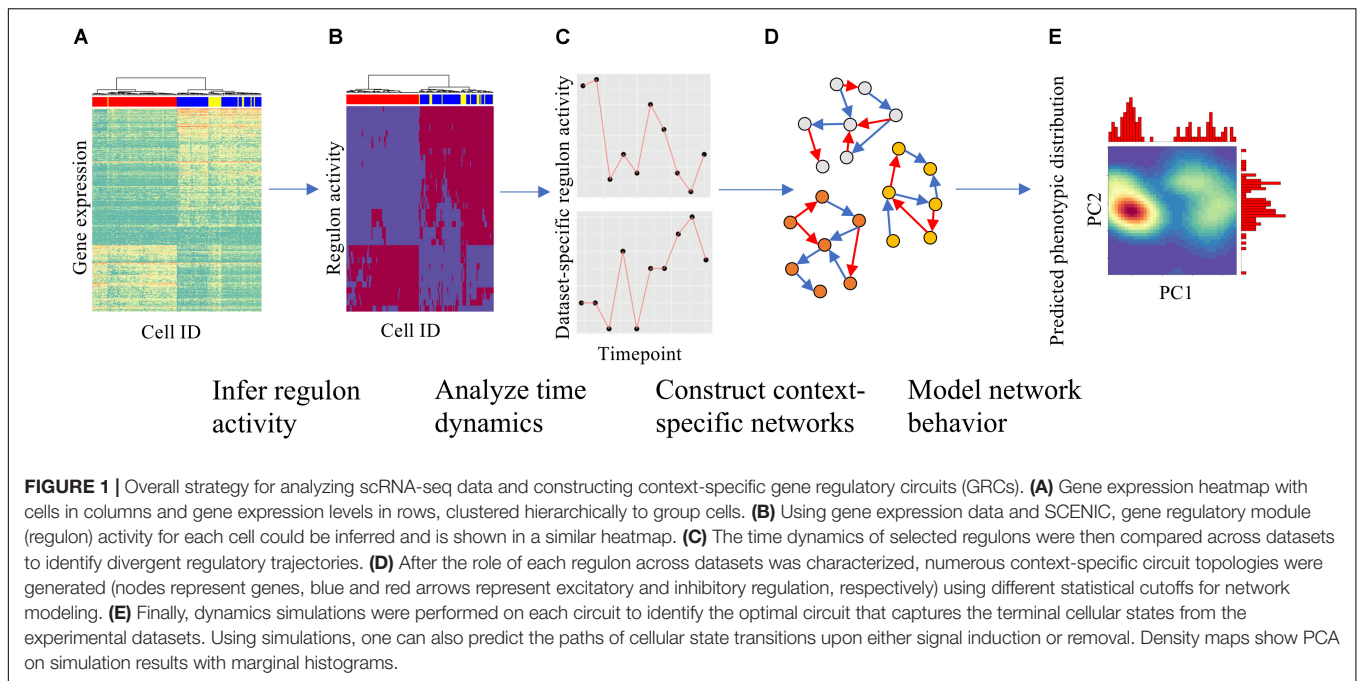 A
B
C
D
E
Gene expression
Cell ID
Regulon activity
Cell ID
Dataset-specific regulon activity
Timepoint
Predicted phenotypic distribution
PC2
PC1
Infer regulon
activity
Analyze time
dynamics
Construct context-
specific networks
Model network
behavior
FIGURE 1 | Overall strategy for analyzing scRNA-seq data and constructing context-specific gene regulatory circuits (GRCs). (A) Gene expression heatmap with
cells in columns and gene expression levels in rows, clustered hierarchically to group cells. (B) Using gene expression data and SCENIC, gene regulatory module
(regulon) activity for each cell could be inferred and is shown in a similar heatmap. (C) The time dynamics of selected regulons were then compared across datasets
to identify divergent regulatory trajectories. (D) After the role of each regulon across datasets was characterized, numerous context-specific circuit topologies were
generated (nodes represent genes, blue and red arrows represent excitatory and inhibitory regulation, respectively) using different statistical cutoffs for network
modeling. (E) Finally, dynamics simulations were performed on each circuit to identify the optimal circuit that captures the terminal cellular states from the
experimental datasets. Using simulations, one can also predict the paths of cellular state transitions upon either signal induction or removal. Density maps show PCA
on simulation results with marginal histograms.